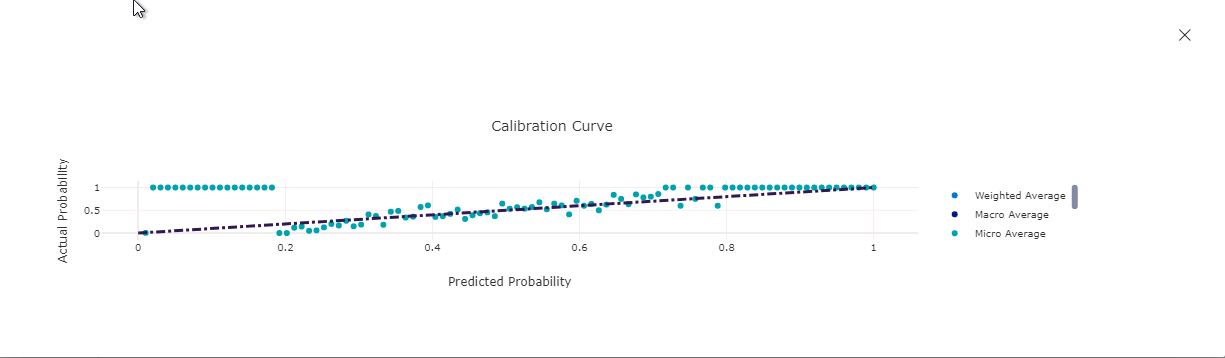 Calibration Curve
Actual Probability
1
0.5
0
0
0.2
0.4
0.6
0.8
1
Predicted Probability
Weighted Average
Macro Average
Micro Average